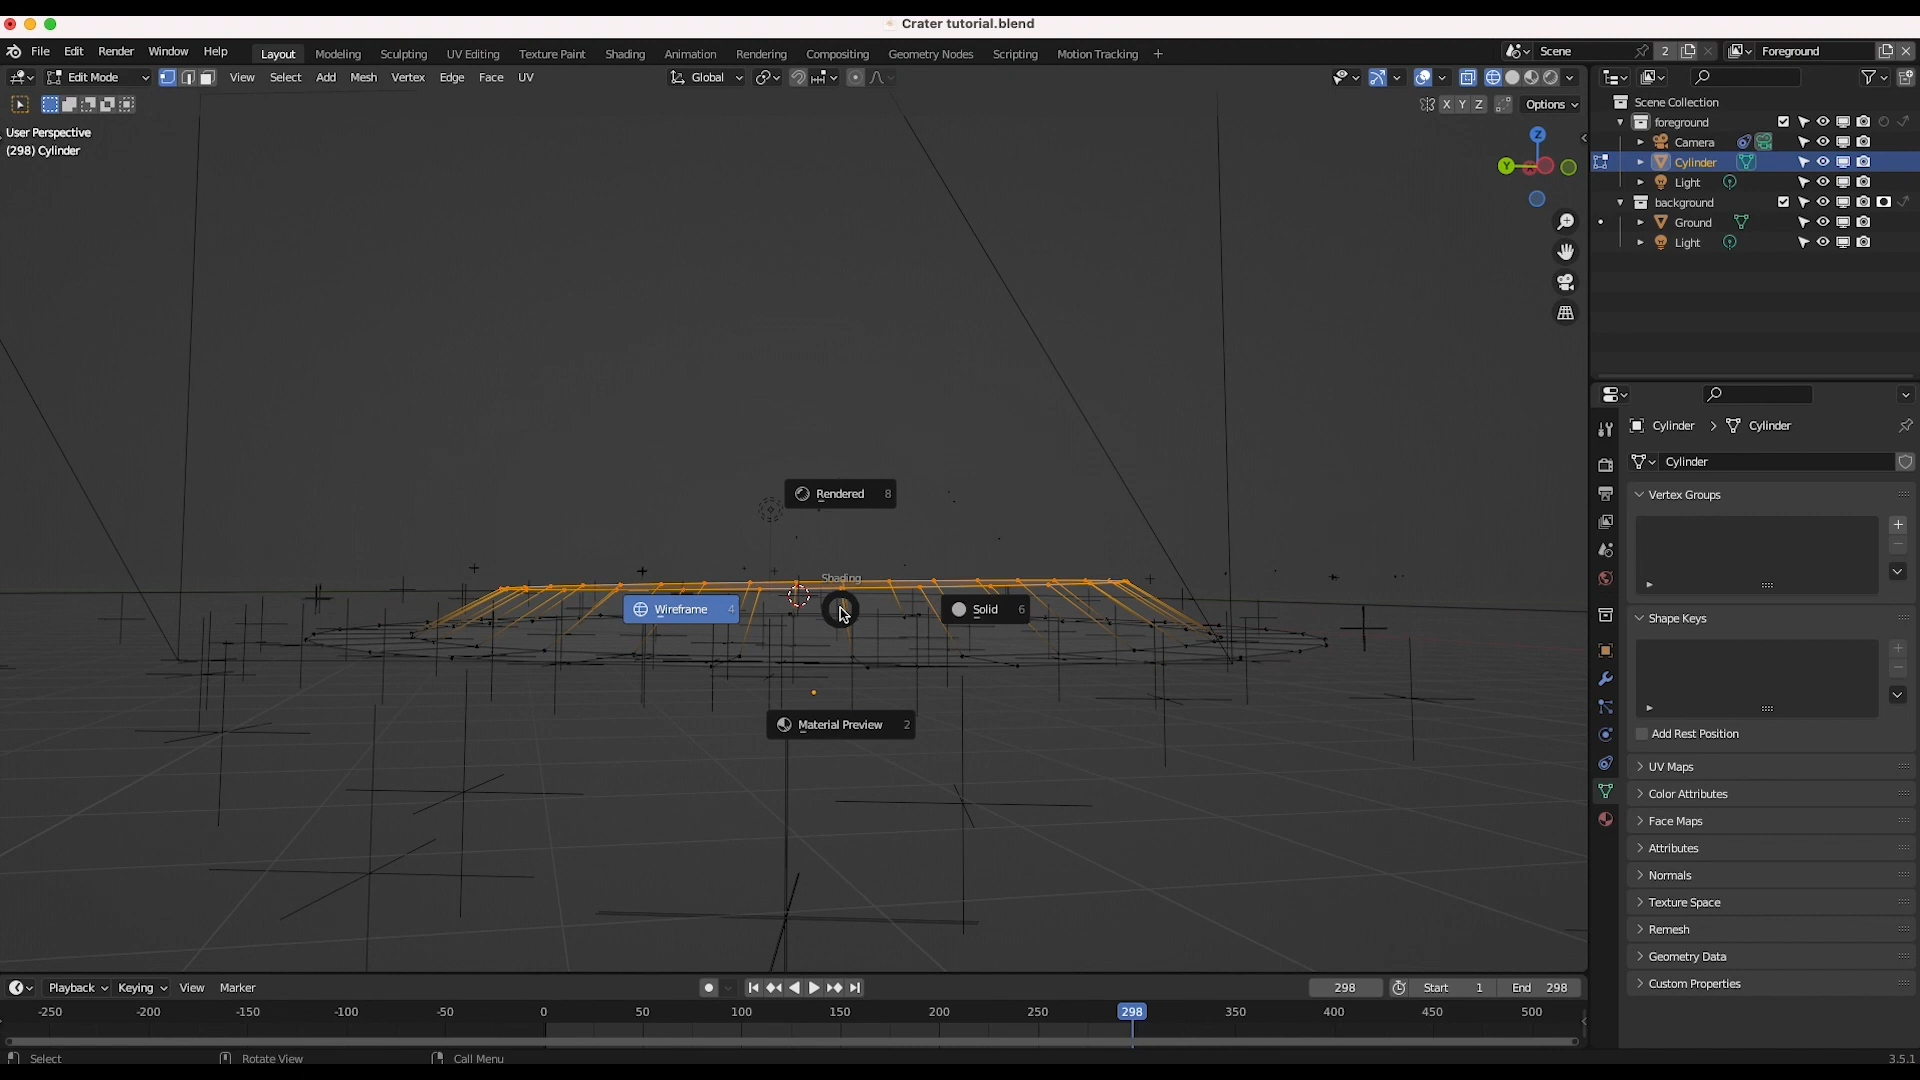 Crater tutorial.blend
File Edit Render Window Help Layout Modeling Sculpting UV Editing Texture Paint Shading Animation Rendering Compositing Geometry Nodes Scripting Motion Tracking + Scene 2 Foreground
Edit Mode View Select Add Mesh Vertex Edge Face UV Global
X Y Z Options
User Perspective
(298) Cylinder
Z
Y
X
Scene Collection
foreground
Camera
Cylinder
Light
background
Ground
Light
Cylinder > Cylinder
Cylinder
Vertex Groups
Shape Keys
Add Rest Position
UV Maps
Color Attributes
Face Maps
Attributes
Normals
Texture Space
Remesh
Geometry Data
Custom Properties
Rendered 8
Shading
Wireframe 4
Solid 6
Material Preview 2
Playback Keying View Marker 298 Start 1 End 298
-250 -200 -150 -100 -50 0 50 100 150 200 250 298 350 400 450 500
Select Rotate View Call Menu 3.5.1